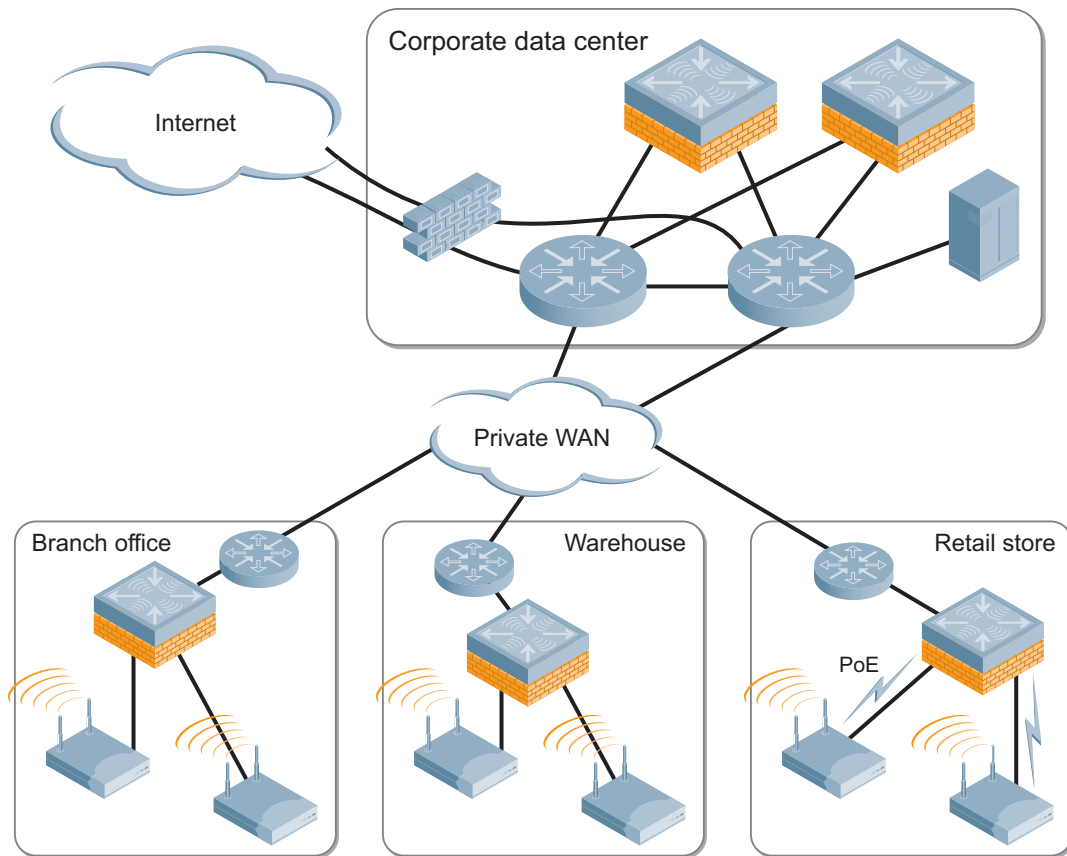 Corporate data center
Internet
Private WAN
Branch office
Warehouse
Retail store
PoE